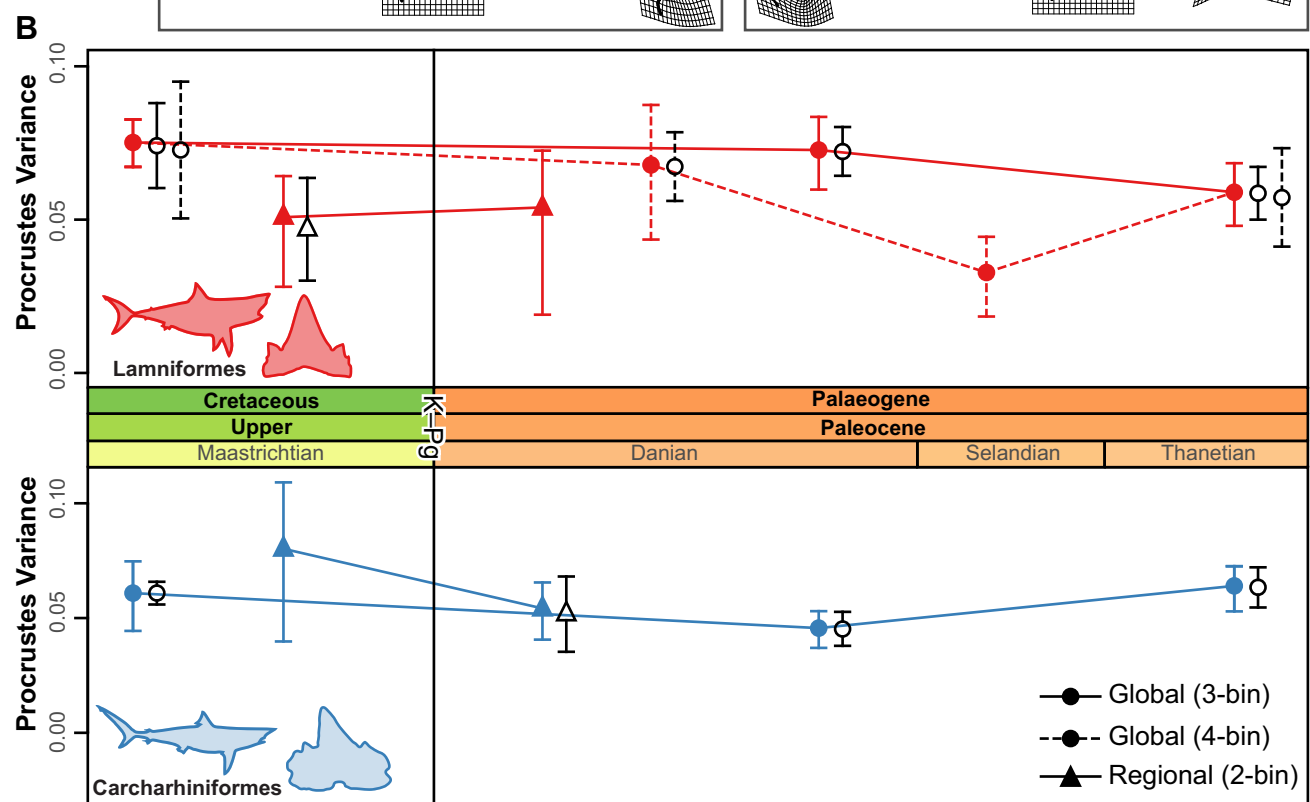 B
Procrustes Variance
0.10
0.05
0.00
Lamniformes
Cretaceous
Palaeogene
Upper
Paleocene
K–Pg
Maastrichtian
Danian
Selandian
Thanetian
Procrustes Variance
0.10
0.05
0.00
Carcharhiniformes
Global (3-bin)
Global (4-bin)
Regional (2-bin)